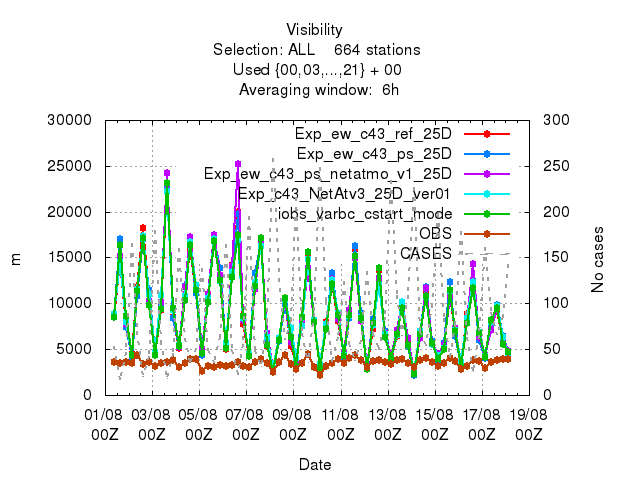 Visibility
Selection: ALL 664 stations
Used {00,03,...,21} + 00
Averaging window: 6h
30000
25000
20000
15000
10000
5000
0
m
300
250
200
150
100
50
0
No cases
Exp_ew_c43_ref_25D
Exp_ew_c43_ps_25D
Exp_ew_c43_ps_netatmo_v1_25D
Exp_c43_NetAtv3_25D_ver01
iobs_varbc_cstart_mode
OBS
CASES
01/08 03/08 05/08 07/08 09/08 11/08 13/08 15/08 17/08 19/08
00Z 00Z 00Z 00Z 00Z 00Z 00Z 00Z 00Z 00Z
Date